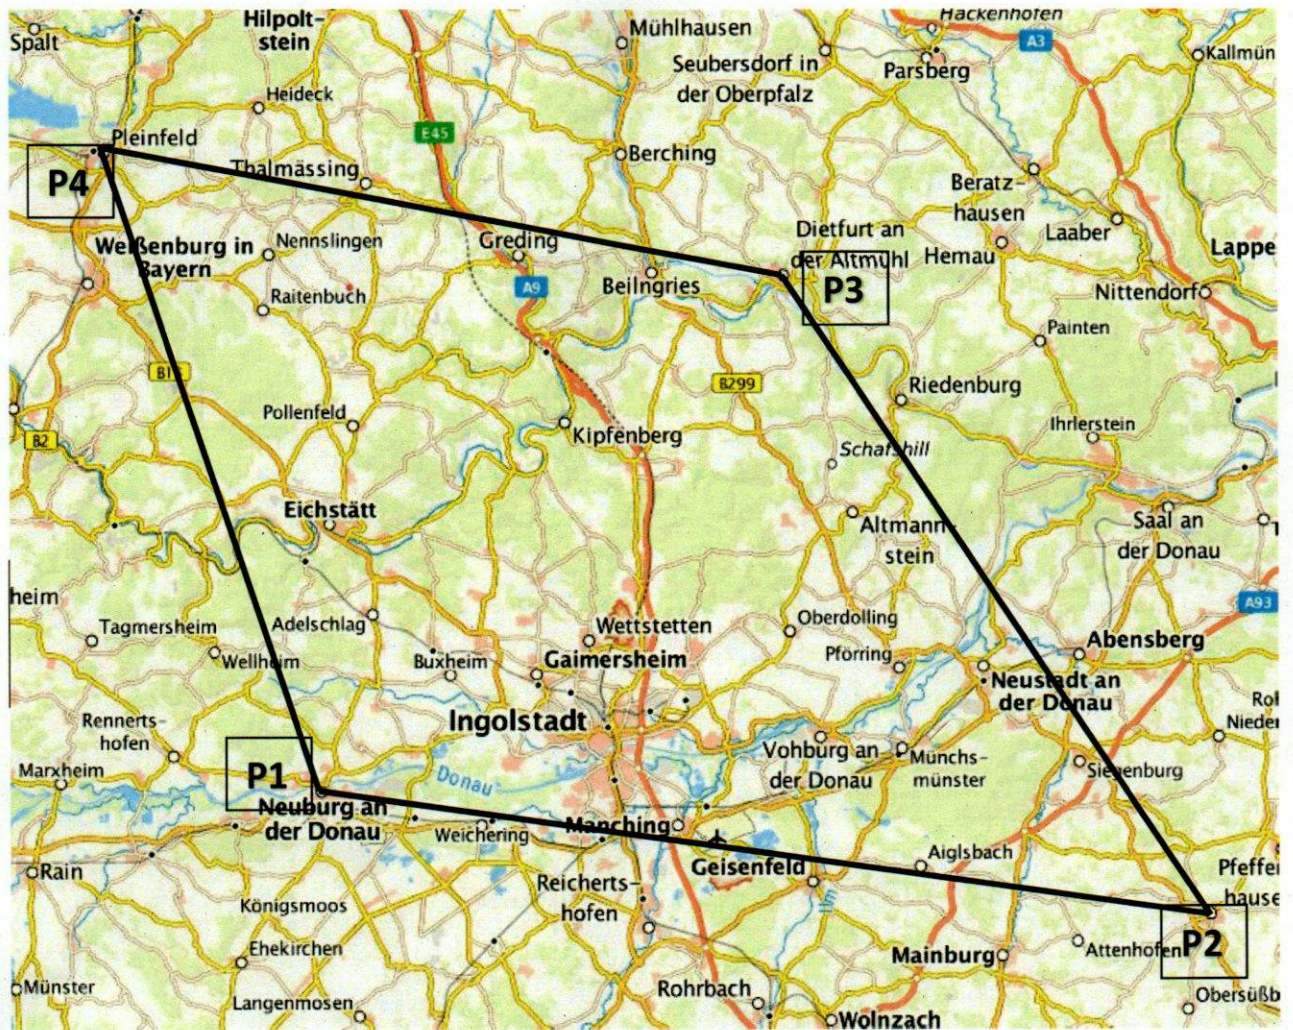 Spalt
Hilpolt-
stein
Mühlhausen
Hackenhofen
A3
Kallmün
Seubersdorf in
der Oberpfalz
Parsberg
Heideck
E45
Pleinfeld
Berching
Thalmässing
P4
Beratz-
hausen
Laaber
Weißenburg in
Bayern
Nennslingen
Greding
Dietfurt an
der Altmühl
Hemau
Lappe
A9
Beilngries
P3
Nittendorf
Raitenbuch
Painten
B13
B299
Riedenburg
Pollenfeld
B2
Kipfenberg
Ihrlerstein
Schafshill
Eichstätt
Altmann-
stein
Saal an
der Donau
heim
A93
Tagmersheim
Adelschlag
Wettstetten
Oberdolling
Wellheim
Buxheim
Gaimersheim
Pförring
Abensberg
Neustadt an
der Donau
Rennerts-
hofen
Ingolstadt
Nieder
Vohburg an
der Donau
Münchs-
münster
Siegenburg
Marxheim
P1
Donau
Neuburg an
der Donau
Weichering
Manching
Geisenfeld
Aiglsbach
Rain
Pfeffe
hause
Reicherts-
hofen
Ilm
Königsmoos
P2
Ehekirchen
Mainburg
Attenhofen
Münster
Langenmosen
Rohrbach
Obersüßb
Wolnzach